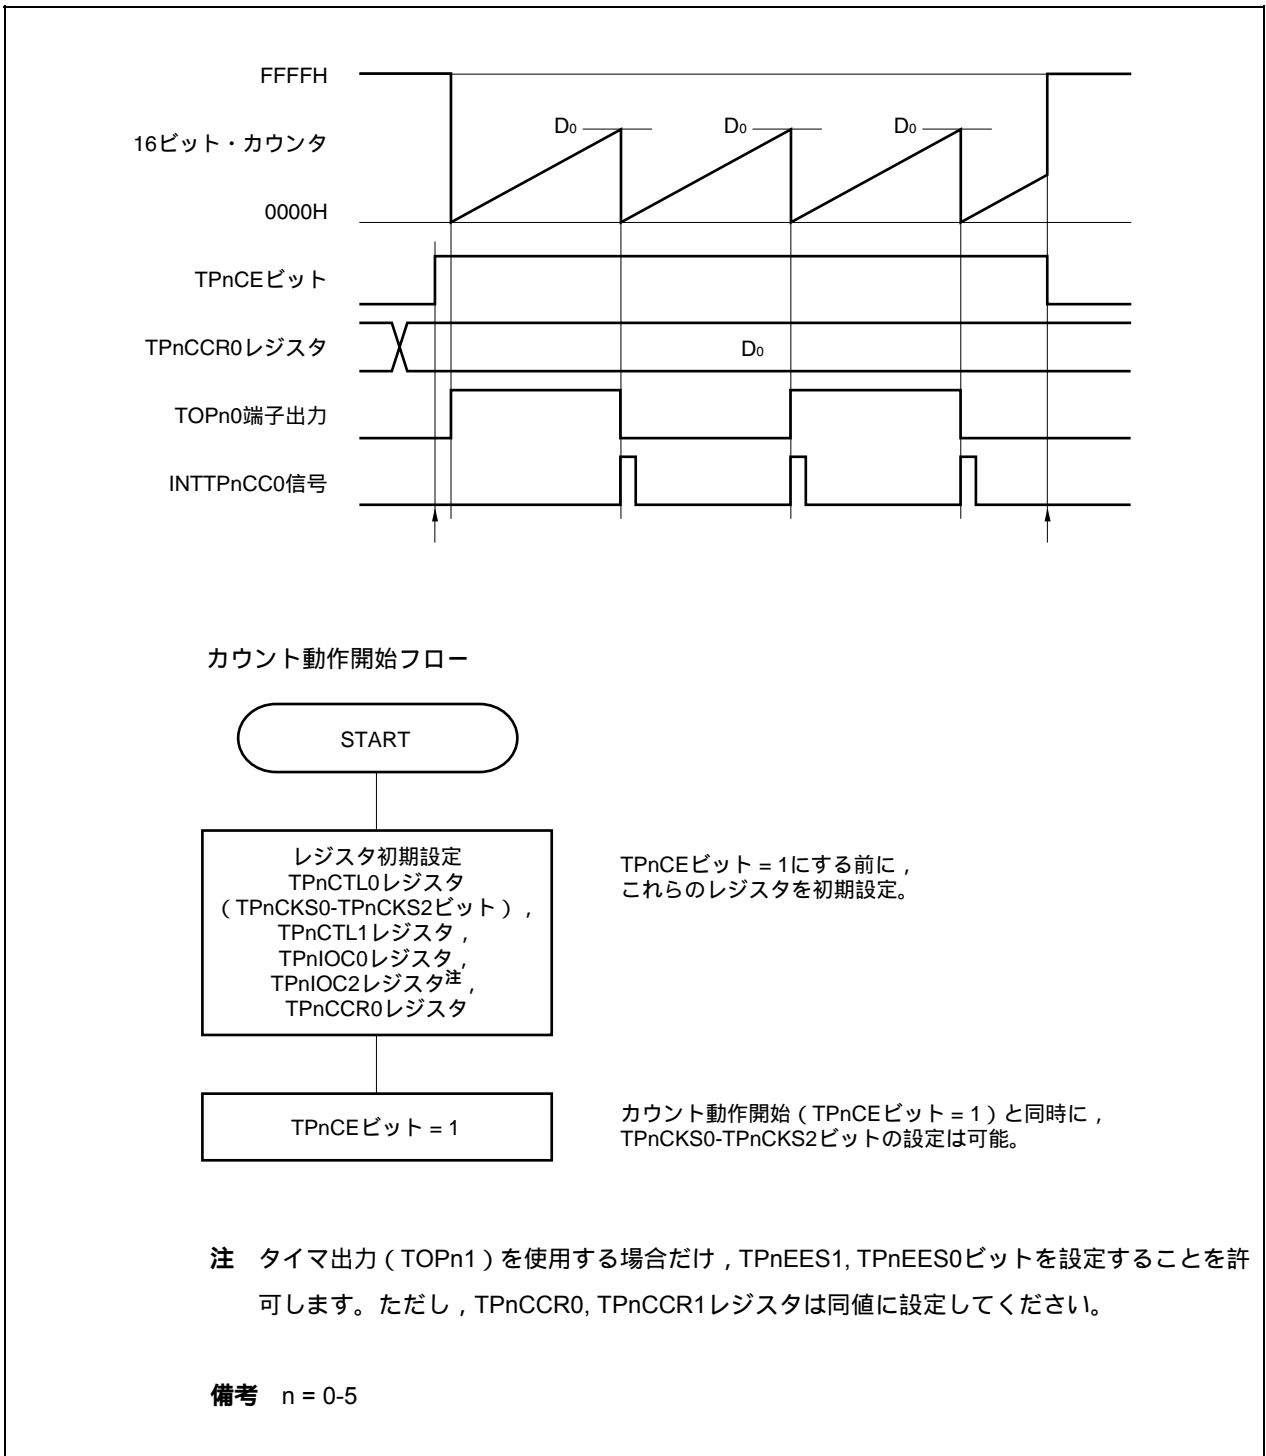 FFFFH
D0 D0 D0
16ビット・カウンタ
0000H
TPnCEビット
TPnCCR0レジスタ D0
TOPn0端子出力
INTTPnCC0信号
カウント動作開始フロー
START
レジスタ初期設定
TPnCTL0レジスタ
（TPnCKS0-TPnCKS2ビット），
TPnCTL1レジスタ，
TPnIOC0レジスタ，
TPnIOC2レジスタ注，
TPnCCR0レジスタ
TPnCEビット = 1にする前に，
これらのレジスタを初期設定。
TPnCEビット = 1
カウント動作開始（TPnCEビット = 1）と同時に，
TPnCKS0-TPnCKS2ビットの設定は可能。
注 タイマ出力（TOPn1）を使用する場合だけ，TPnEES1, TPnEES0ビットを設定することを許
可します。ただし，TPnCCR0, TPnCCR1レジスタは同値に設定してください。
備考 n = 0-5